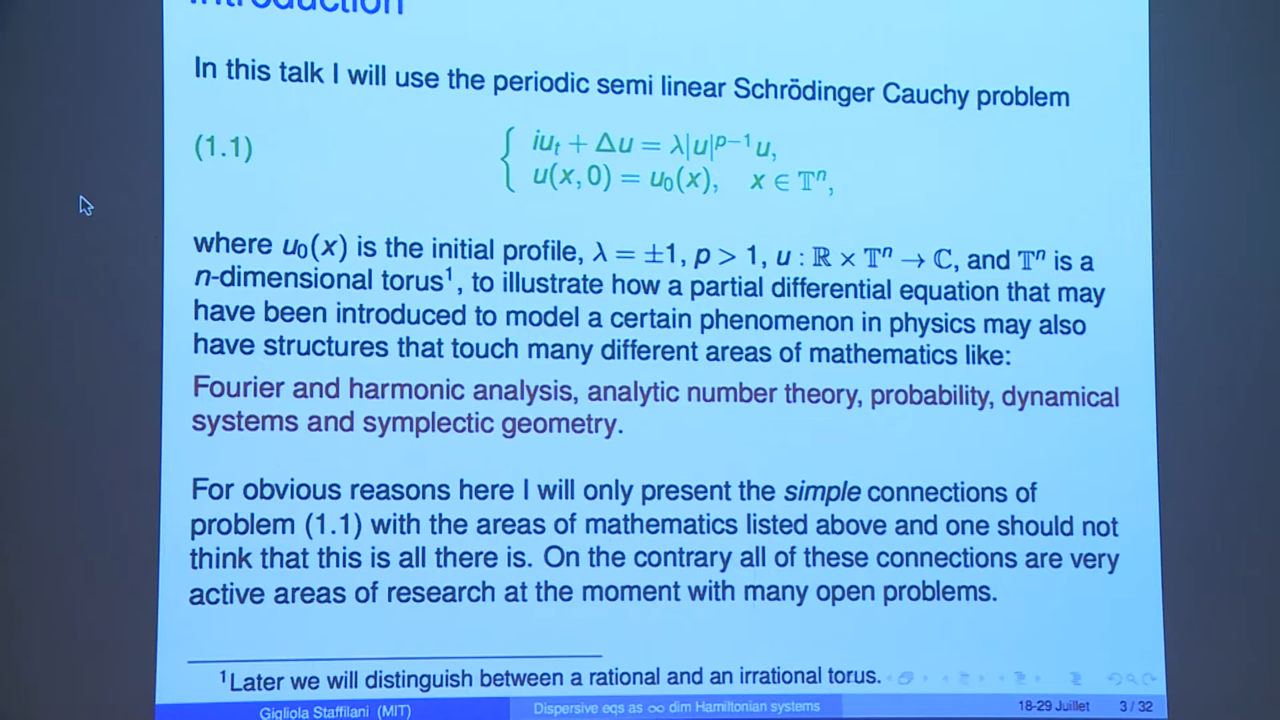 Introduction
In this talk I will use the periodic semi linear Schrödinger Cauchy problem
(1.1) { iu_t + Δu = λ|u|^{p−1}u,
u(x, 0) = u_0(x), x ∈ 𝕋^n,
where u_0(x) is the initial profile, λ = ±1, p > 1, u : ℝ × 𝕋^n → ℂ, and 𝕋^n is a
n-dimensional torus¹, to illustrate how a partial differential equation that may
have been introduced to model a certain phenomenon in physics may also
have structures that touch many different areas of mathematics like:
Fourier and harmonic analysis, analytic number theory, probability, dynamical
systems and symplectic geometry.
For obvious reasons here I will only present the simple connections of
problem (1.1) with the areas of mathematics listed above and one should not
think that this is all there is. On the contrary all of these connections are very
active areas of research at the moment with many open problems.
¹Later we will distinguish between a rational and an irrational torus.
Gigliola Staffilani (MIT) Dispersive eqs as ∞ dim Hamiltonian systems 18-29 Juillet 3 / 32